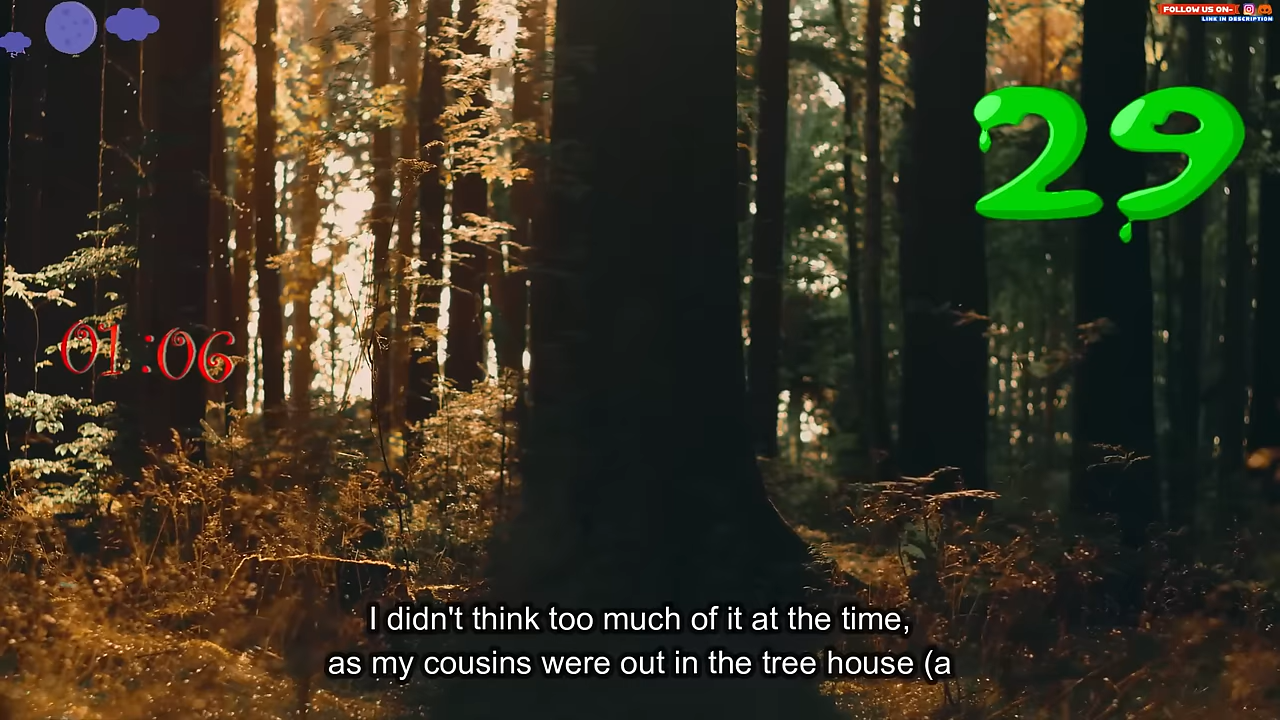 FOLLOW US ON-
LINK IN DESCRIPTION
29
01:06
I didn't think too much of it at the time,
as my cousins were out in the tree house (a